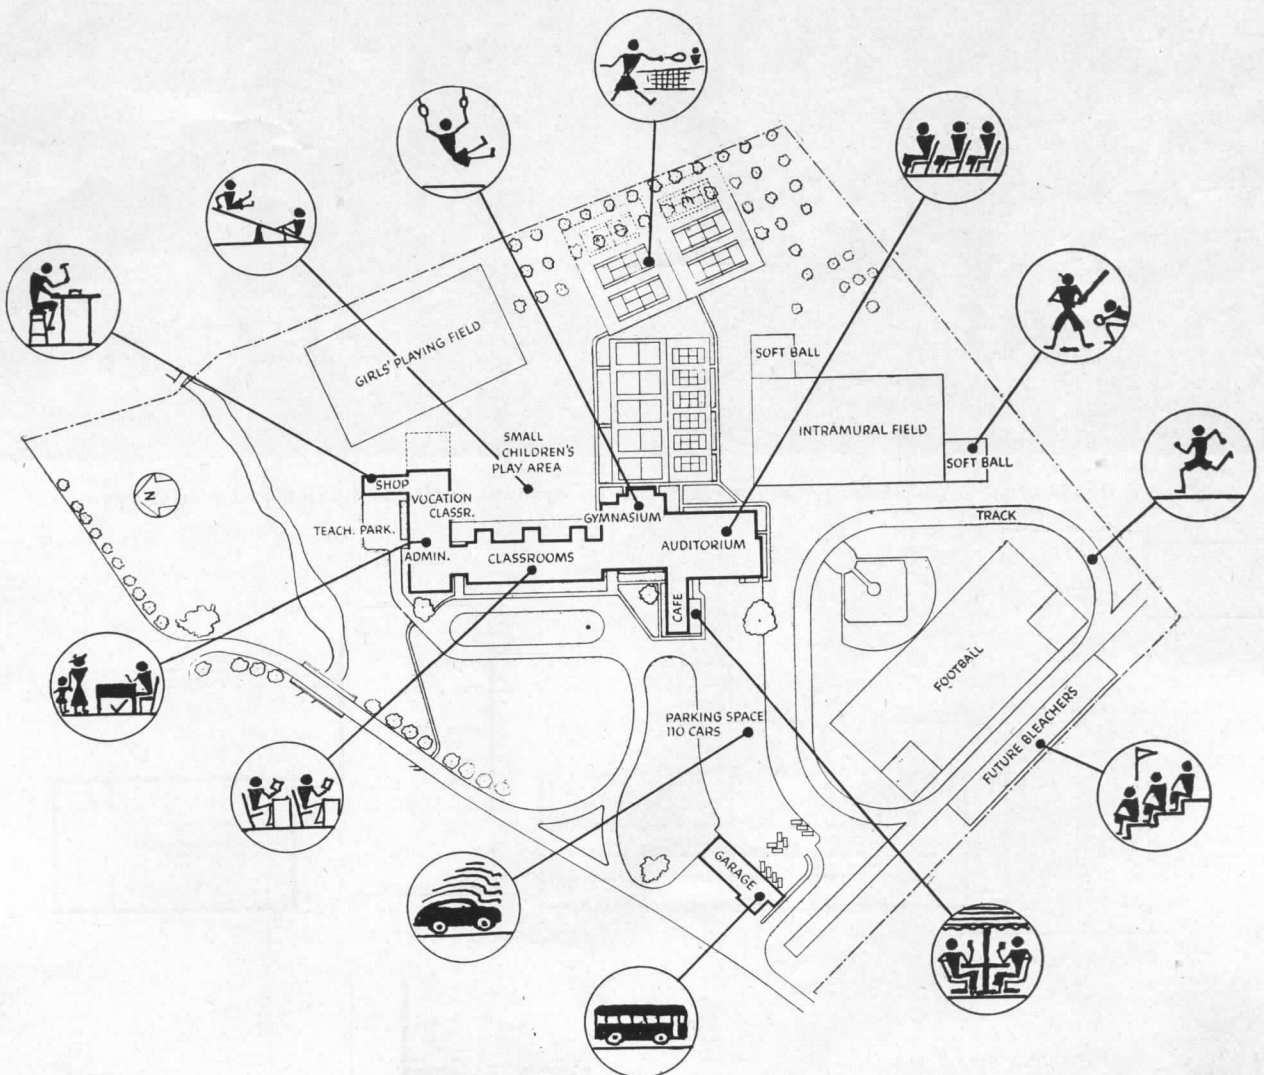 GIRLS' PLAYING FIELD
SOFT BALL
INTRAMURAL FIELD
SOFT BALL
SMALL
CHILDREN'S
PLAY AREA
N
SHOP
VOCATION
CLASSR.
TEACH. PARK.
ADMIN.
CLASSROOMS
GYMNASIUM
AUDITORIUM
CAFE
TRACK
FOOTBALL
FUTURE BLEACHERS
PARKING SPACE
110 CARS
GARAGE